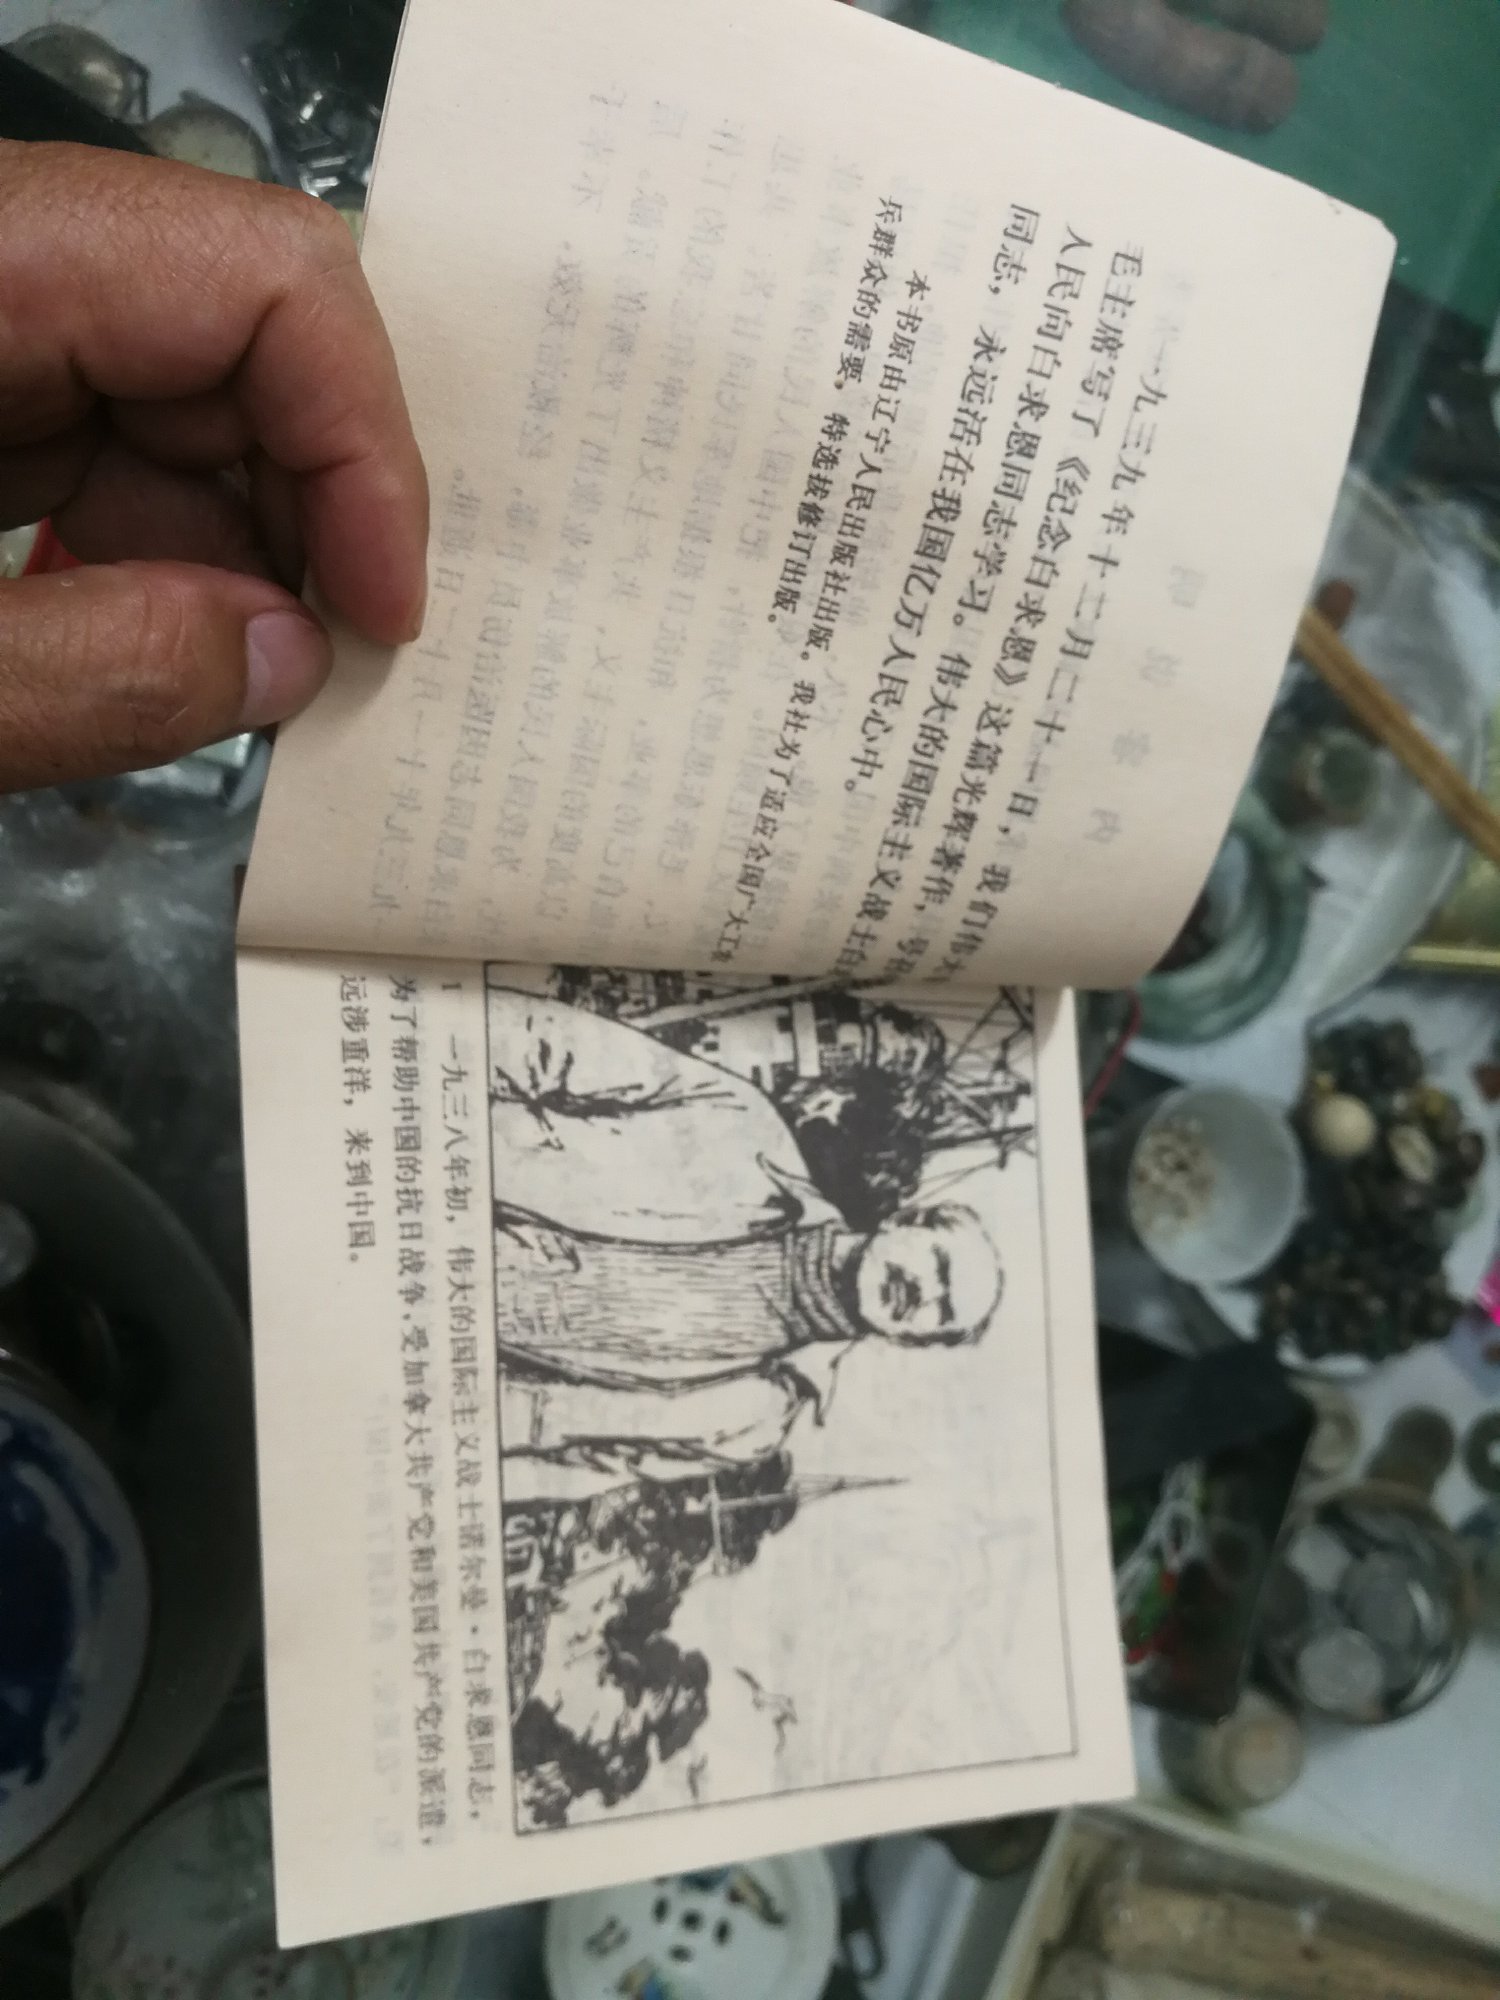 一九三九年十二月二十一日，我们伟大
毛主席写了《纪念白求恩》这篇光辉著作，号召
人民向白求恩同志学习。伟大的国际主义战士白
同志，永远活在我国亿万人民心中。
本书原由辽宁人民出版社出版。我社为了适应全国广大工农
兵群众的需要，特选拔修订出版。
1 一九三八年初，伟大的国际主义战士诺尔曼·白求恩同志，
为了帮助中国的抗日战争，受加拿大共产党和美国共产党的派遣，
远涉重洋，来到中国。